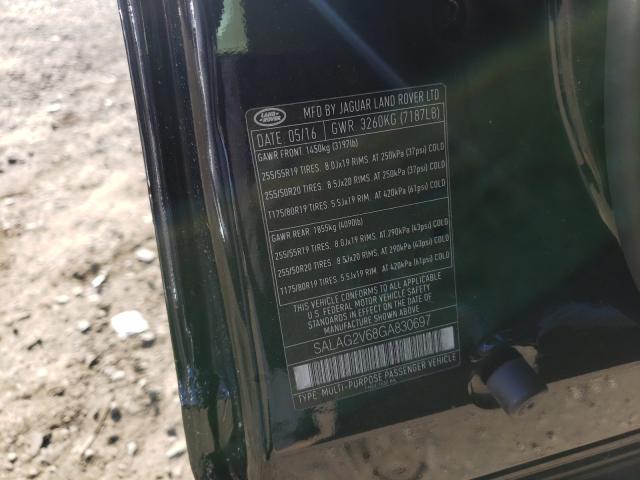 LAND ROVER
MFD BY JAGUAR LAND ROVER LTD
DATE: 05/16 GWR. 3260KG (7187LB)
GAWR FRONT. 1450kg (3197lb)
255/55R19 TIRES. 8.0Jx19 RIMS. AT 250kPa (37psi) COLD
255/50R20 TIRES. 8.5Jx20 RIMS. AT 250kPa (37psi) COLD
T175/80R19 TIRES. 5.5Jx19 RIM. AT 420kPa (61psi) COLD
GAWR REAR. 1855kg (4090lb)
255/55R19 TIRES. 8.0Jx19 RIMS. AT 290kPa (43psi) COLD
255/50R20 TIRES. 8.5Jx20 RIMS. AT 290kPa (43psi) COLD
T175/80R19 TIRES. 5.5Jx19 RIM. AT 420kPa (61psi) COLD
THIS VEHICLE CONFORMS TO ALL APPLICABLE
U.S. FEDERAL MOTOR VEHICLE SAFETY
STANDARDS IN EFFECT ON THE DATE OF
MANUFACTURE SHOWN ABOVE
SALAG2V68GA830697
TYPE: MULTI-PURPOSE PASSENGER VEHICLE